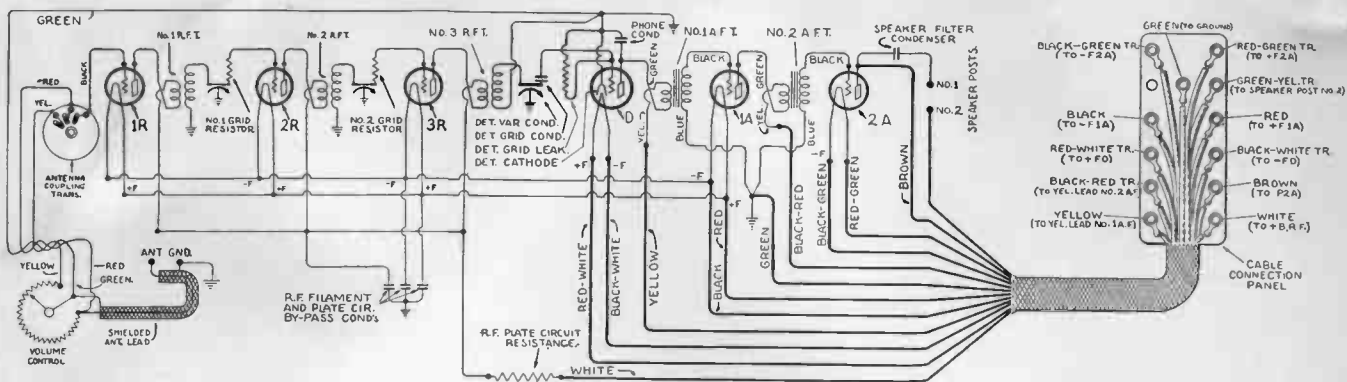 GREEN
RED
YEL.
BLACK
ANTENNA
COUPLING
TRANS.
NO.1 R.F.T.
1R
NO.1 GRID
RESISTOR
NO.2 R.F.T.
2R
NO.2 GRID
RESISTOR
3R
NO.3 R.F.T.
DET. VAR COND.
DET. GRID COND.
DET. GRID LEAK.
DET. CATHODE
PHONE
COND
D
GREEN
NO.1 A.F.T.
BLACK
BLUE
YEL.
1A
GREEN
YEL
NO.2 A.F.T.
BLACK
BLUE
2A
SPEAKER FILTER
CONDENSER
NO.1
NO.2
SPEAKER POSTS.
-F
+F
-F
+F
-F
+F
+F
-F
-F
+F
-F
RED-WHITE
BLACK-WHITE
YELLOW
BLACK
RED
GREEN
BLACK-RED
BLACK-GREEN
RED-GREEN
BROWN
YELLOW
RED
GREEN.
ANT GND.
SHIELDED
ANT. LEAD
VOLUME
CONTROL
R.F. FILAMENT
AND PLATE CIR.
BY-PASS COND'S
R.F. PLATE CIRCUIT
RESISTANCE
WHITE
GREEN (TO GROUND)
BLACK-GREEN TR.
(TO -F2A)
BLACK
(TO -F1A)
RED-WHITE TR.
(TO +FD)
BLACK-RED TR.
(TO YEL. LEAD NO.2 A.F.)
YELLOW
(TO YEL. LEAD NO.1 A.F.)
RED-GREEN TR.
(TO +F2A)
GREEN-YEL. TR
(TO SPEAKER POST NO.2)
RED
(TO +F1A)
BLACK-WHITE TR.
(TO -FD)
BROWN
(TO P2A)
WHITE
(TO +B, R.F.)
CABLE
CONNECTION
PANEL